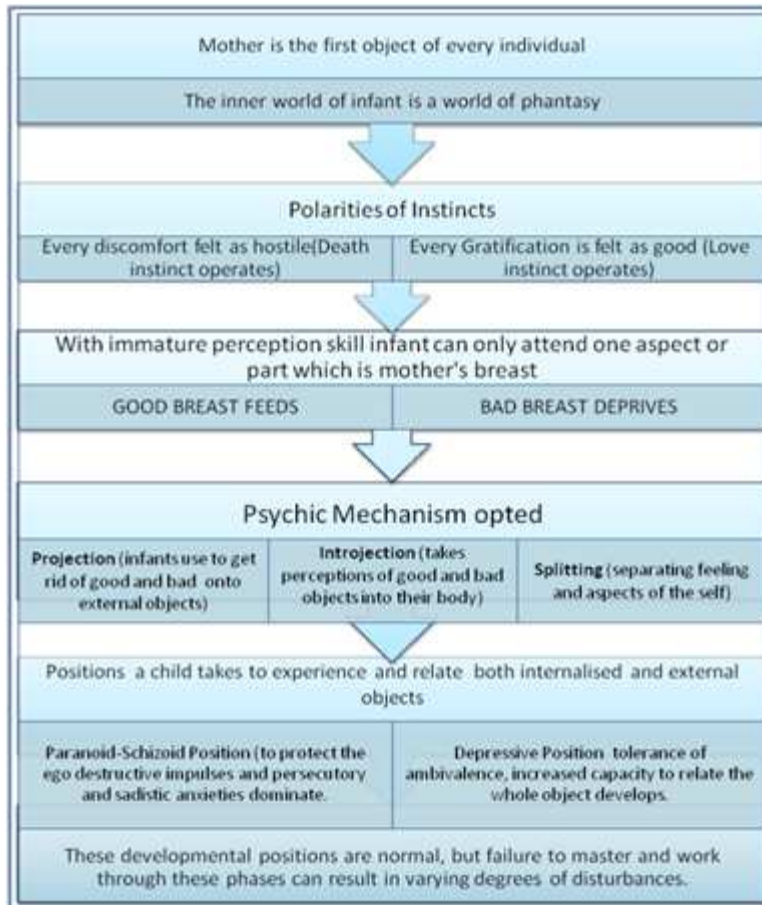 Mother is the first object of every individual
The inner world of infant is a world of phantasy
Polarities of Instincts
Every discomfort felt as hostile(Death
instinct operates)
Every Gratification is felt as good (Love
instinct operates)
With immature perception skill infant can only attend one aspect or
part which is mother's breast
GOOD BREAST FEEDS
BAD BREAST DEPRIVES
Psychic Mechanism opted
Projection (infants use to get
rid of good and bad onto
external objects)
Introjection (takes
perceptions of good and bad
objects into their body)
Splitting (separating feeling
and aspects of the self)
Positions a child takes to experience and relate both internalised and external
objects
Paranoid-Schizoid Position (to protect the
ego destructive impulses and persecutory
and sadistic anxieties dominate.
Depressive Position tolerance of
ambivalence, increased capacity to relate the
whole object develops.
These developmental positions are normal, but failure to master and work
through these phases can result in varying degrees of disturbances.